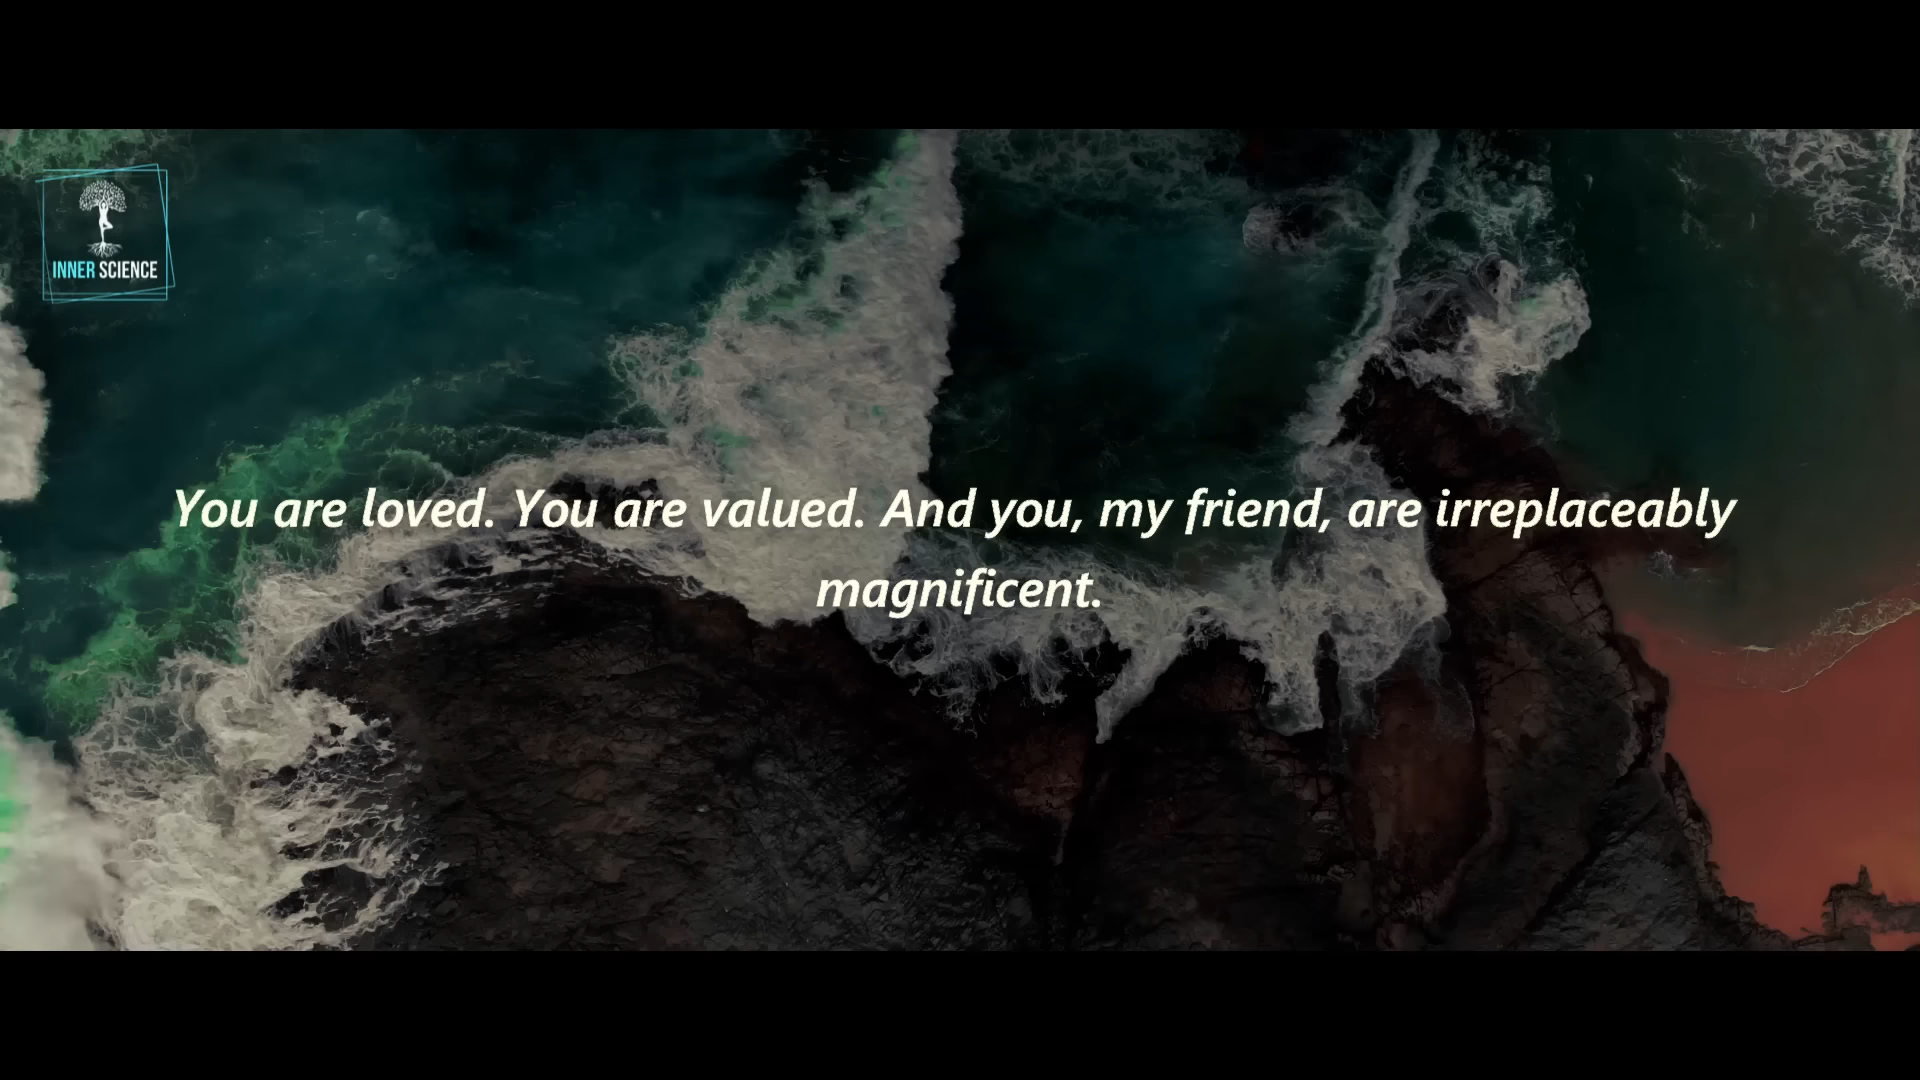 INNER SCIENCE
You are loved. You are valued. And you, my friend, are irreplaceably
magnificent.